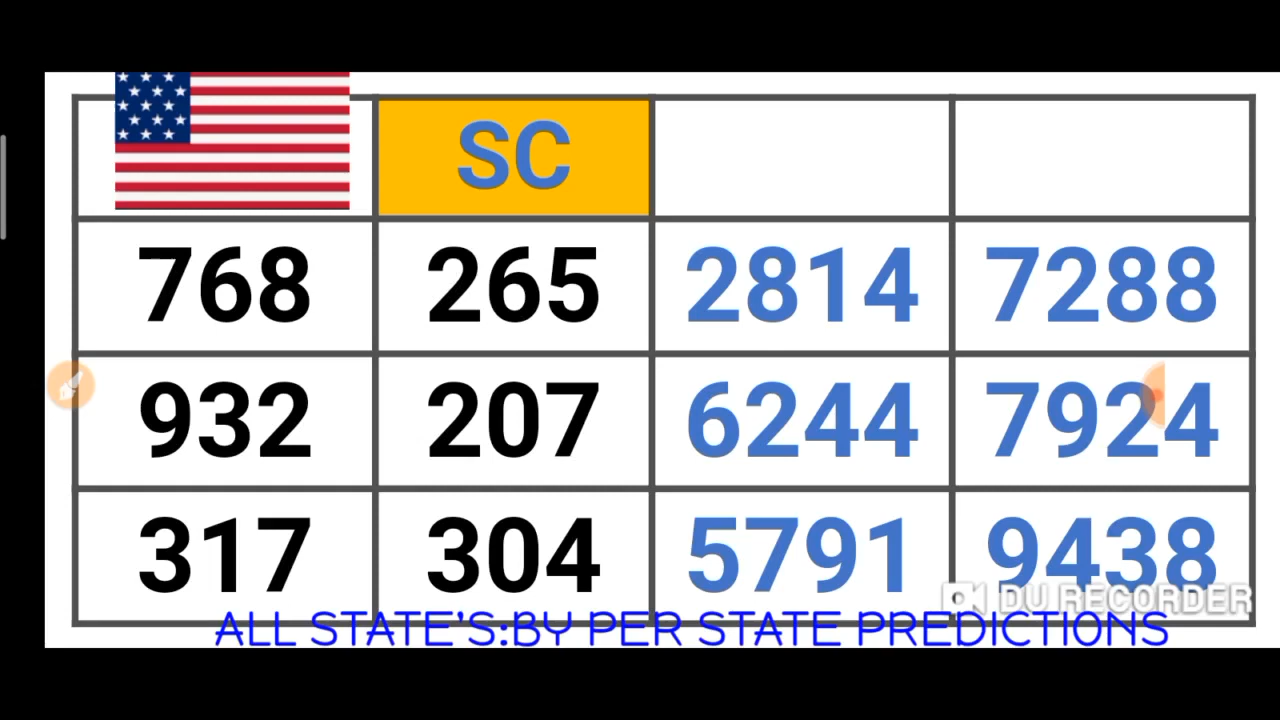 SC
768 265 2814 7288
932 207 6244 7924
317 304 5791 9438
DU RECORDER
ALL STATE'S:BY PER STATE PREDICTIONS